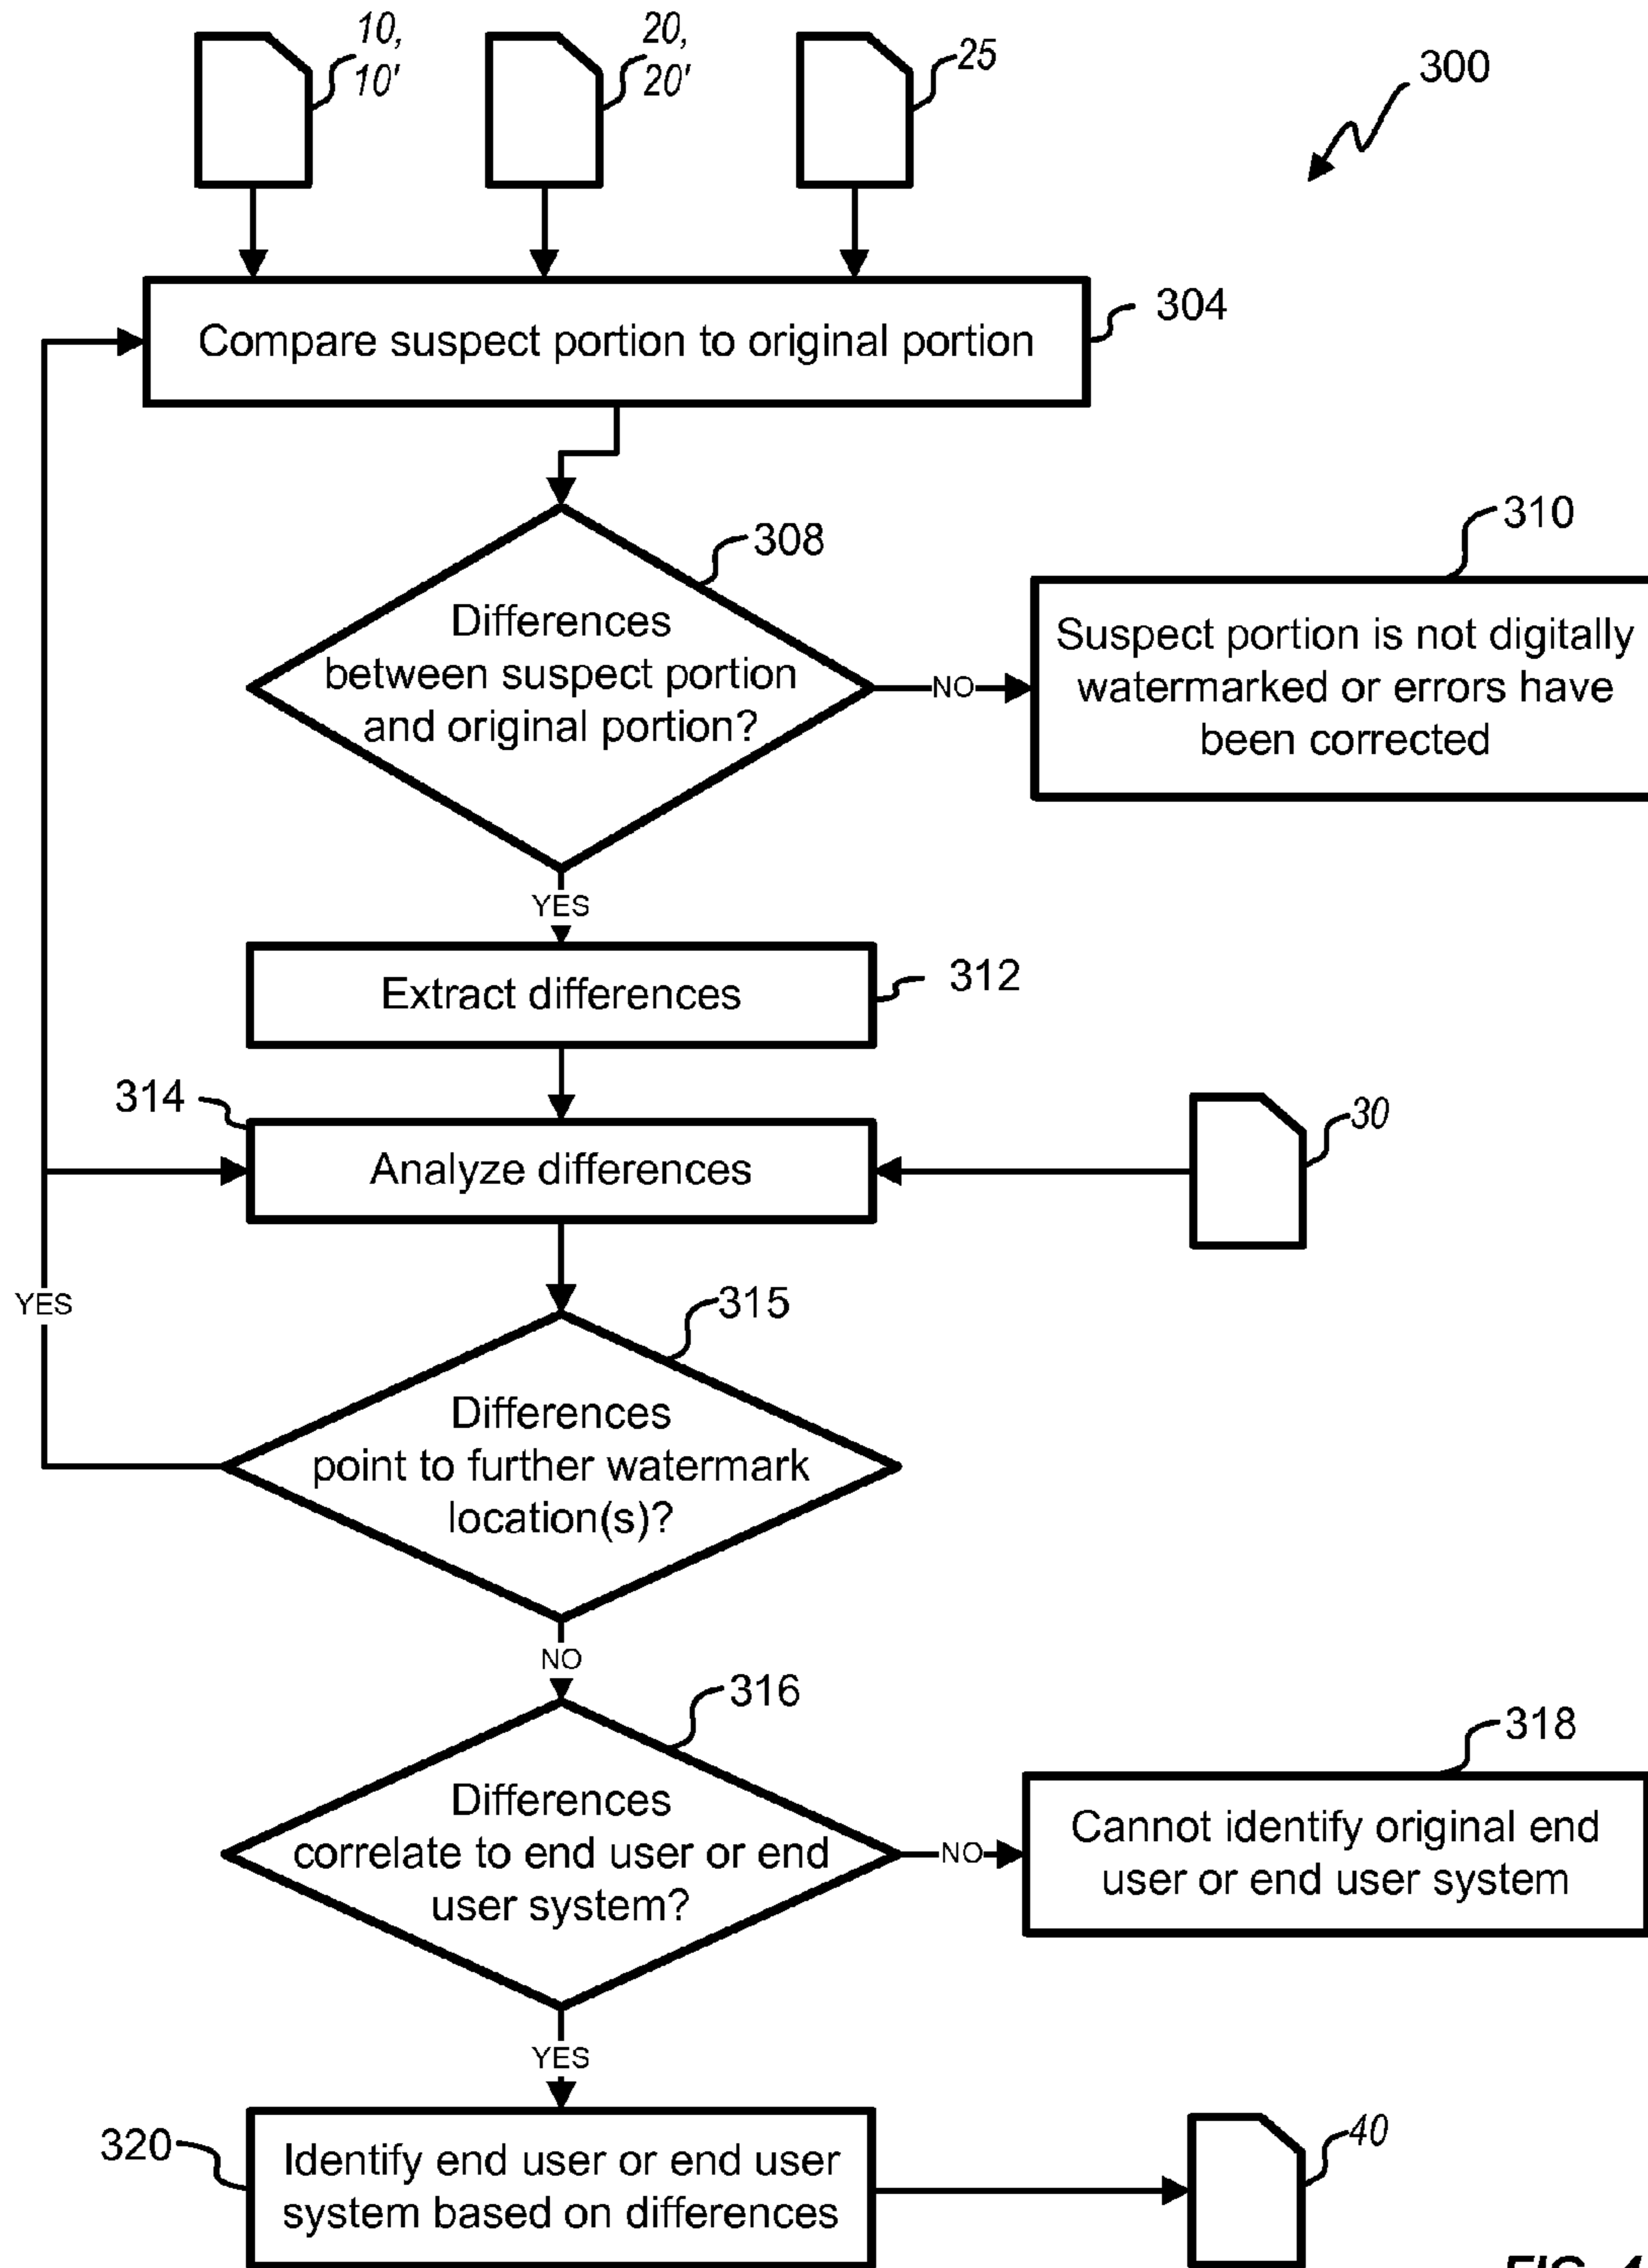 10,
10'
20,
20'
25
300
Compare suspect portion to original portion
304
308
Differences
between suspect portion
and original portion?
NO
310
Suspect portion is not digitally
watermarked or errors have
been corrected
YES
Extract differences
312
314
Analyze differences
30
YES
315
Differences
point to further watermark
location(s)?
NO
316
Differences
correlate to end user or end
user system?
NO
318
Cannot identify original end
user or end user system
YES
320
Identify end user or end user
system based on differences
40